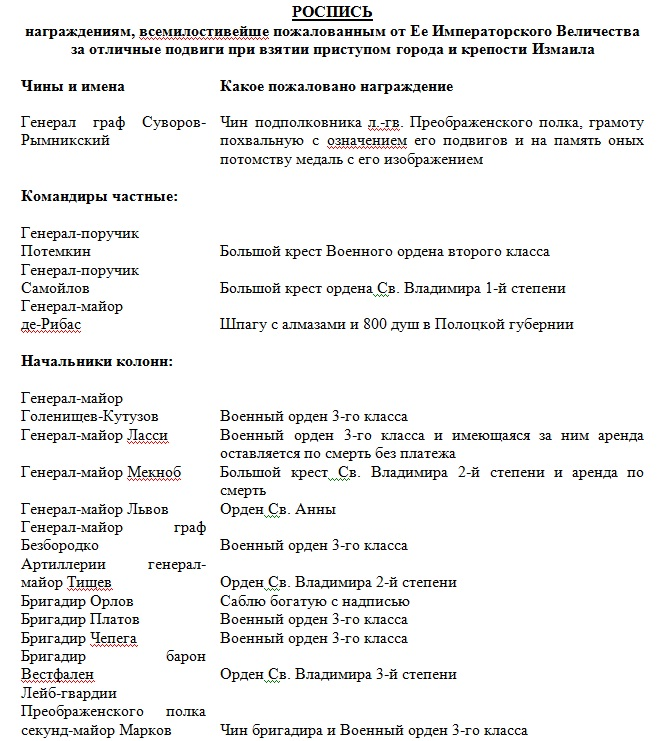 РОСПИСЬ
награждениям, всемилостивейше пожалованным от Ее Императорского Величества
за отличные подвиги при взятии приступом города и крепости Измаила
Чины и имена Какое пожаловано награждение
Генерал граф Суворов- Чин подполковника л.-гв. Преображенского полка, грамоту
Рымникский похвальную с означением его подвигов и на память оных
потомству медаль с его изображением
Командиры частные:
Генерал-поручик
Потемкин Большой крест Военного ордена второго класса
Генерал-поручик
Самойлов Большой крест ордена Св. Владимира 1-й степени
Генерал-майор
де-Рибас Шпагу с алмазами и 800 душ в Полоцкой губернии
Начальники колонн:
Генерал-майор
Голенищев-Кутузов Военный орден 3-го класса
Генерал-майор Ласси Военный орден 3-го класса и имеющаяся за ним аренда
оставляется по смерть без платежа
Генерал-майор Мекноб Большой крест Св. Владимира 2-й степени и аренда по
смерть
Генерал-майор Львов Орден Св. Анны
Генерал-майор граф
Безбородко Военный орден 3-го класса
Артиллерии генерал-
майор Тищев Орден Св. Владимира 2-й степени
Бригадир Орлов Саблю богатую с надписью
Бригадир Платов Военный орден 3-го класса
Бригадир Чепега Военный орден 3-го класса
Бригадир барон
Вестфален Орден Св. Владимира 3-й степени
Лейб-гвардии
Преображенского полка
секунд-майор Марков Чин бригадира и Военный орден 3-го класса